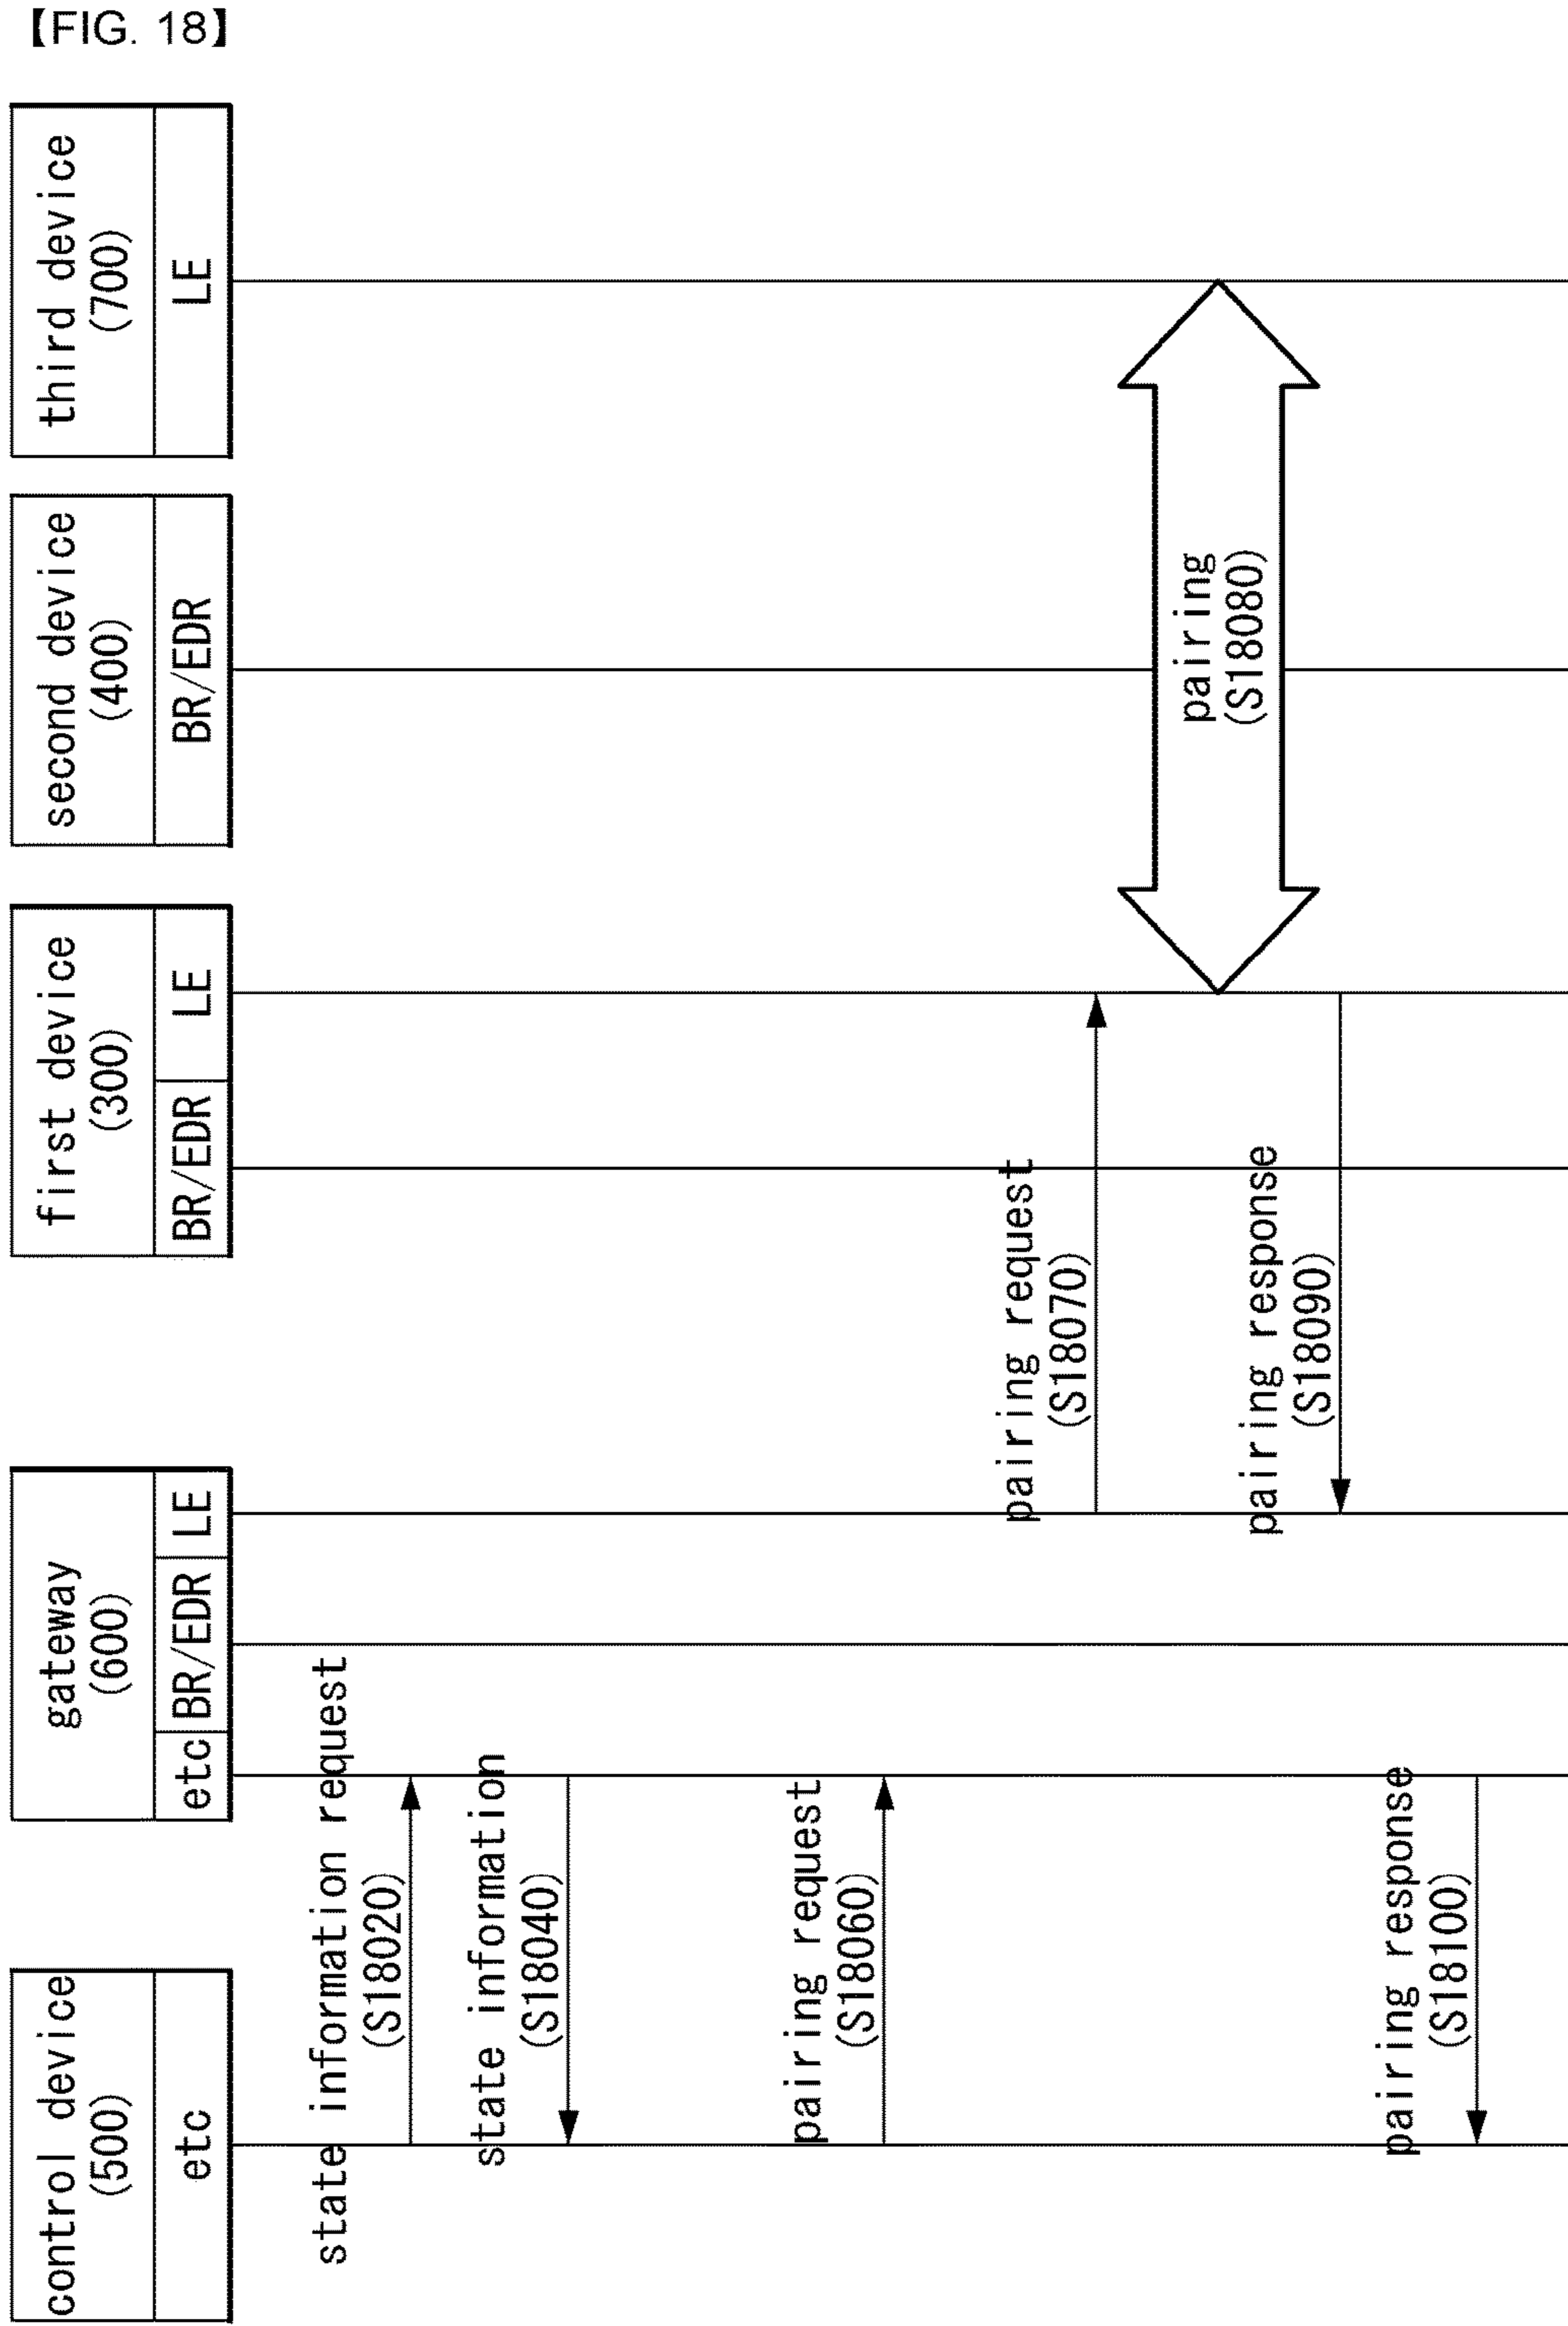 【FIG. 18】
control device
(500)
etc
gateway
(600)
etc
BR/EDR
LE
first device
(300)
BR/EDR
LE
second device
(400)
BR/EDR
third device
(700)
LE
state information request
(S18020)
state information
(S18040)
pairing request
(S18060)
pairing request
(S18070)
pairing
(S18080)
pairing response
(S18090)
pairing response
(S18100)